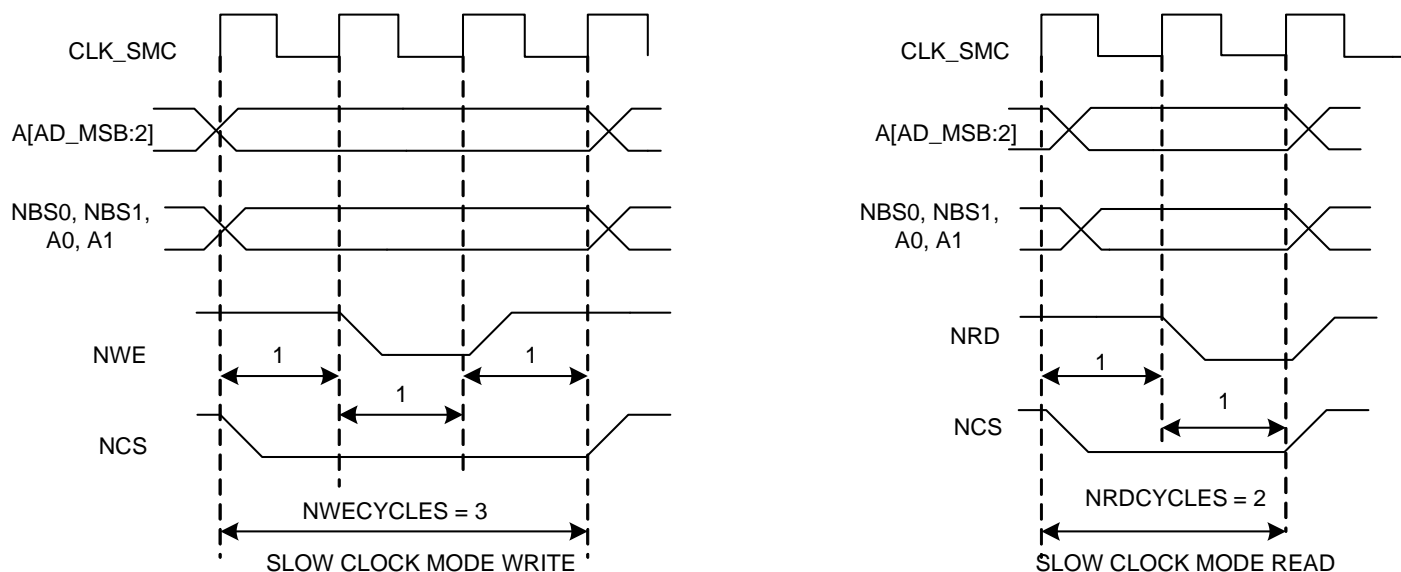 CLK_SMC
A[AD_MSB:2]
NBS0, NBS1,
A0, A1
NWE
1
1
1
NCS
NWECYCLES = 3
SLOW CLOCK MODE WRITE
CLK_SMC
A[AD_MSB:2]
NBS0, NBS1,
A0, A1
NRD
1
1
NCS
NRDCYCLES = 2
SLOW CLOCK MODE READ